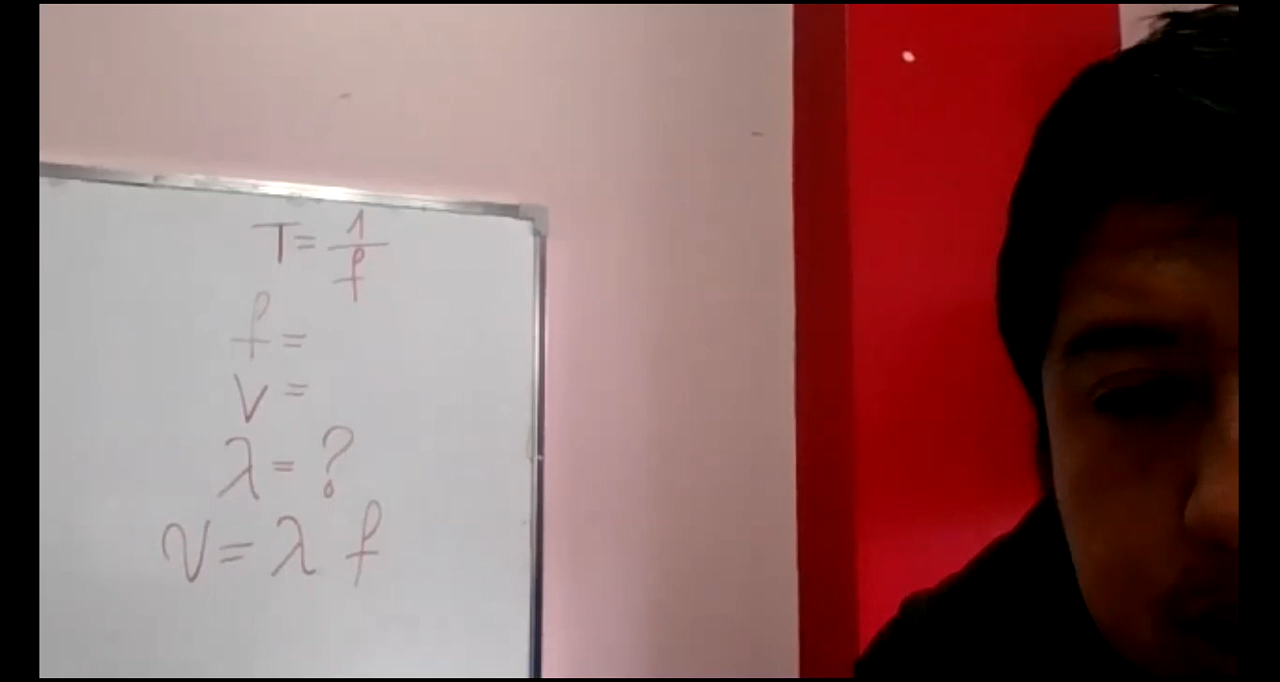 T = 1/f
f =
V =
λ = ?
v = λ f